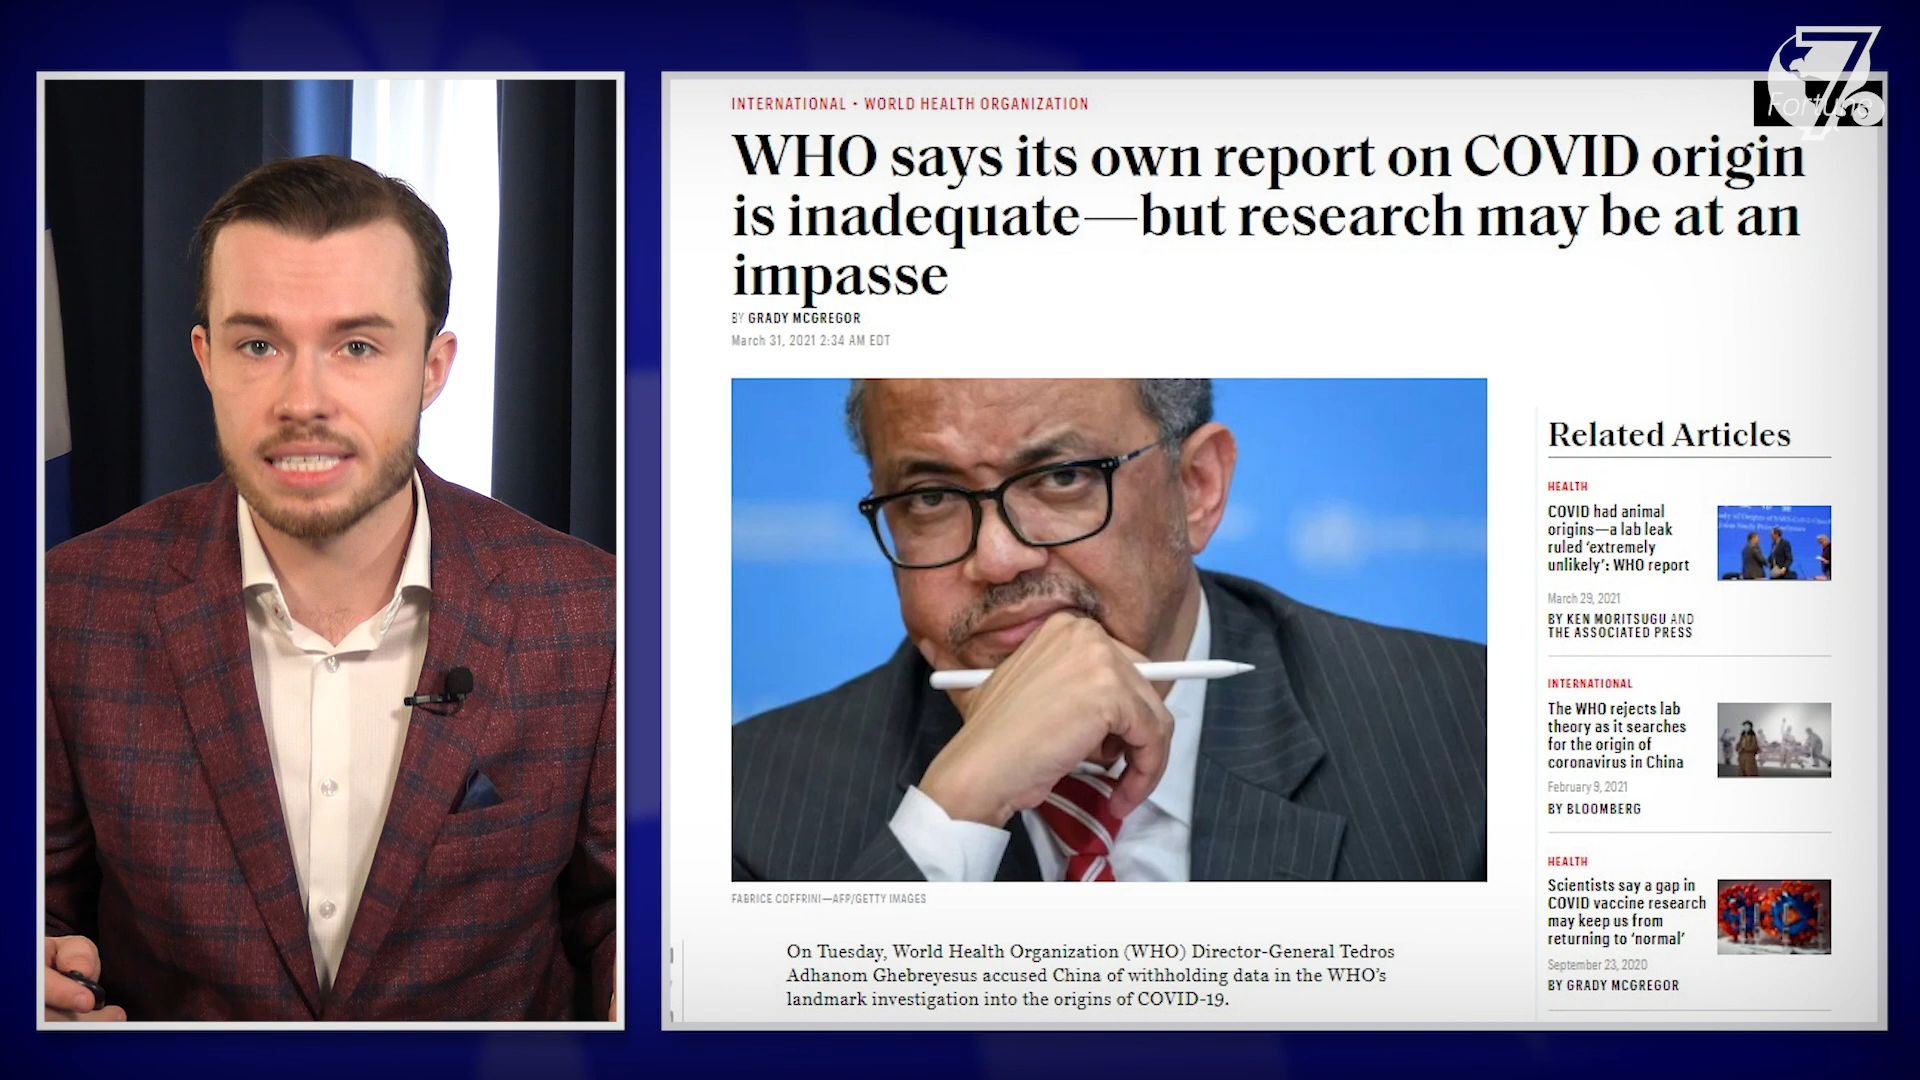 7
Fortune
INTERNATIONAL • WORLD HEALTH ORGANIZATION
WHO says its own report on COVID origin
is inadequate—but research may be at an
impasse
BY GRADY MCGREGOR
March 31, 2021 2:34 AM EDT
FABRICE COFFRINI—AFP/GETTY IMAGES
On Tuesday, World Health Organization (WHO) Director-General Tedros
Adhanom Ghebreyesus accused China of withholding data in the WHO’s
landmark investigation into the origins of COVID-19.
Related Articles
HEALTH
COVID had animal
origins—a lab leak
ruled ‘extremely
unlikely’: WHO report
March 29, 2021
BY KEN MORITSUGU AND
THE ASSOCIATED PRESS
INTERNATIONAL
The WHO rejects lab
theory as it searches
for the origin of
coronavirus in China
February 9, 2021
BY BLOOMBERG
HEALTH
Scientists say a gap in
COVID vaccine research
may keep us from
returning to ‘normal’
September 23, 2020
BY GRADY MCGREGOR